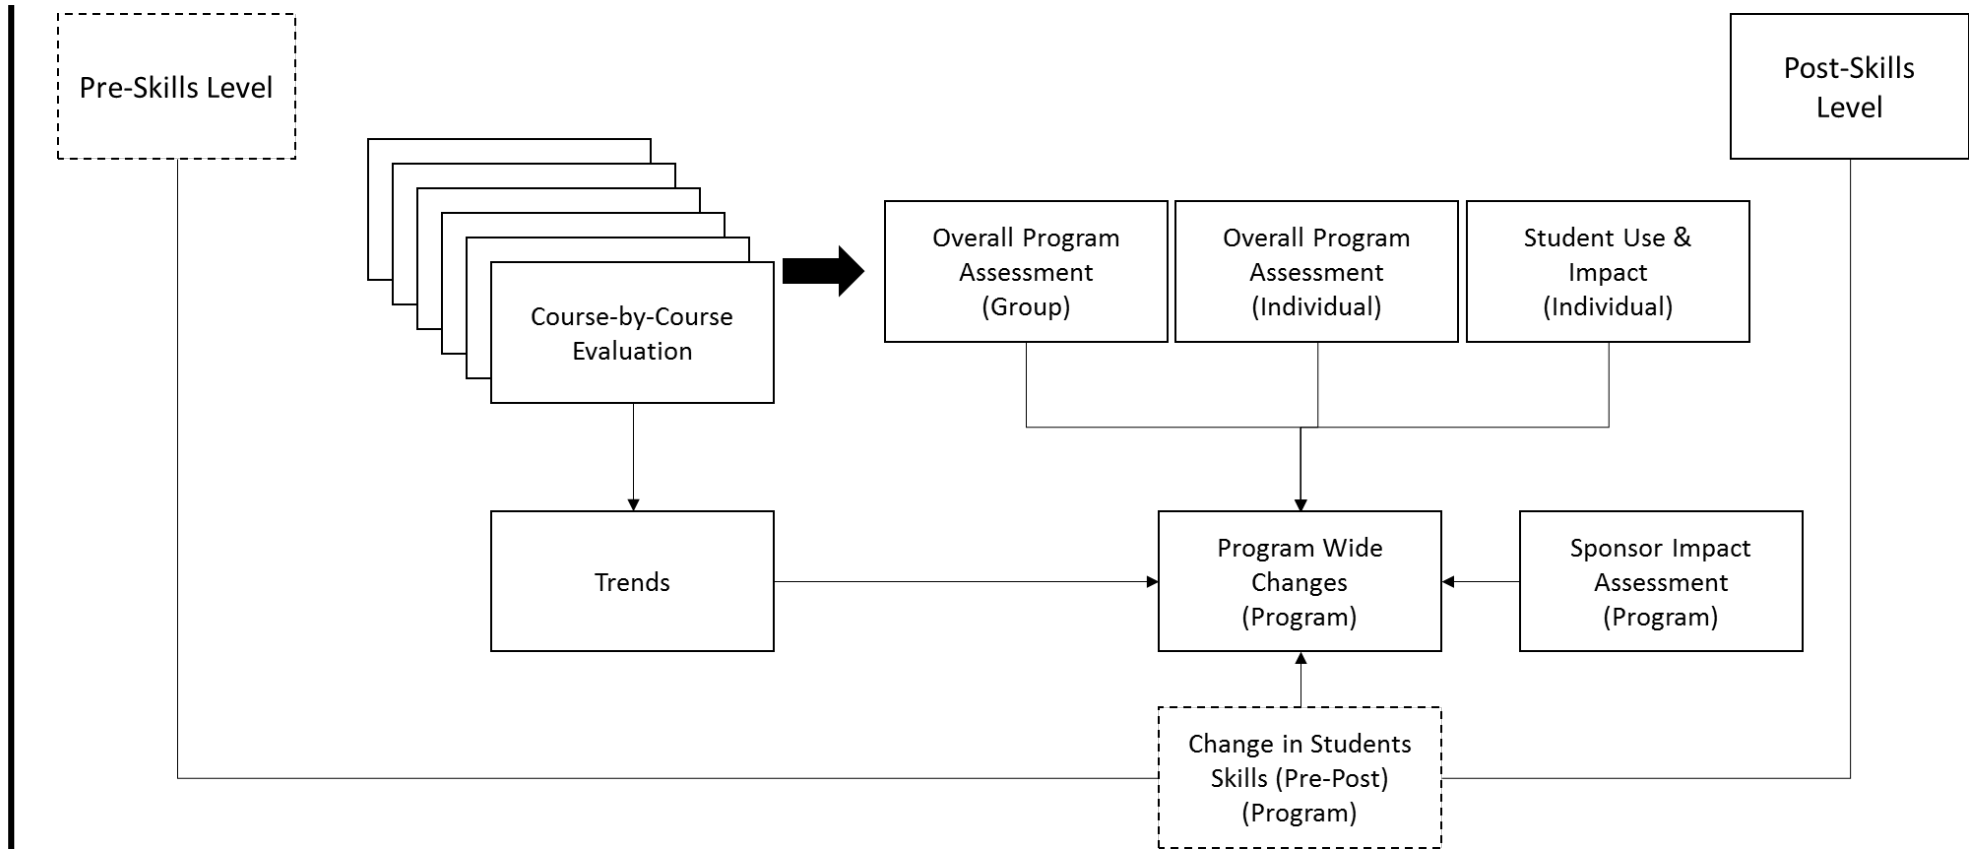 Pre-Skills Level
Post-Skills
Level
Course-by-Course
Evaluation
Overall Program
Assessment
(Group)
Overall Program
Assessment
(Individual)
Student Use &
Impact
(Individual)
Trends
Program Wide
Changes
(Program)
Sponsor Impact
Assessment
(Program)
Change in Students
Skills (Pre-Post)
(Program)